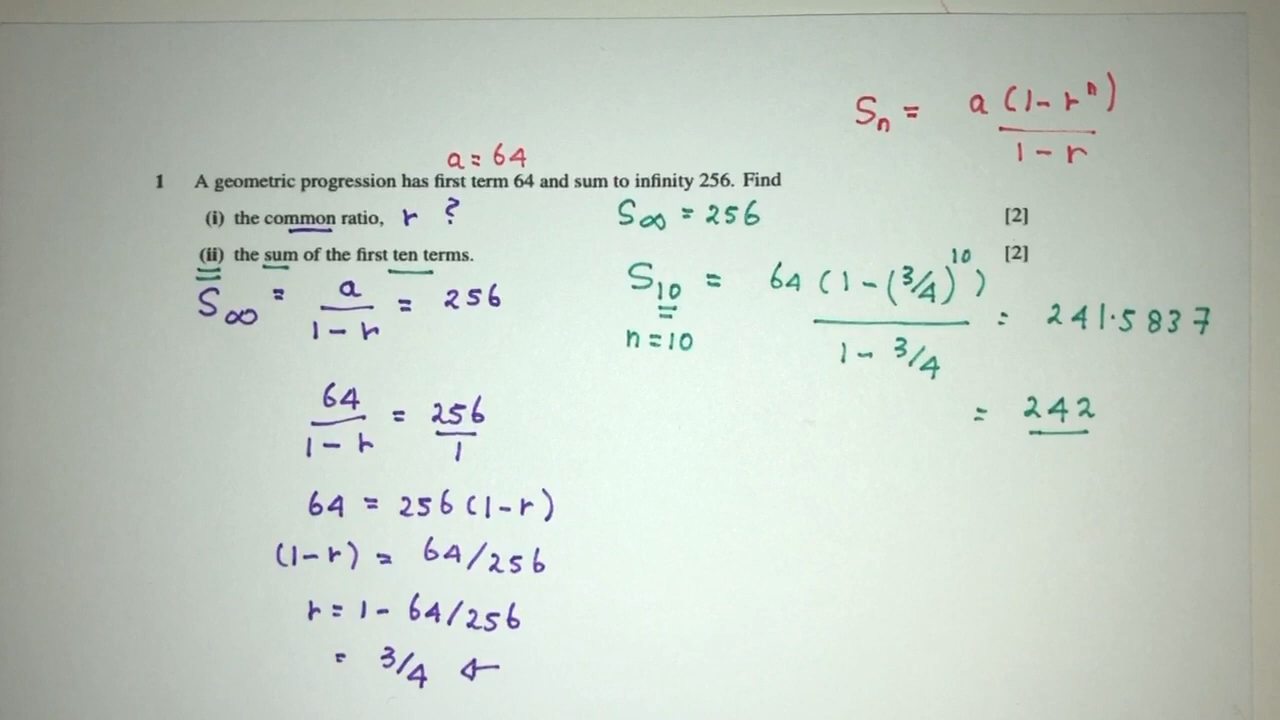 Sn = a (1 - r^n) / 1 - r
a = 64
1 A geometric progression has first term 64 and sum to infinity 256. Find
(i) the common ratio, r ? S∞ = 256 [2]
(ii) the sum of the first ten terms. [2]
S∞ = a / 1 - r = 256
S10 = 64 (1 - (3/4)^10) / 1 - 3/4 = 241.5837
n = 10
= 242
64 / 1 - r = 256 / 1
64 = 256 (1 - r)
(1 - r) = 64/256
r = 1 - 64/256
= 3/4 ←